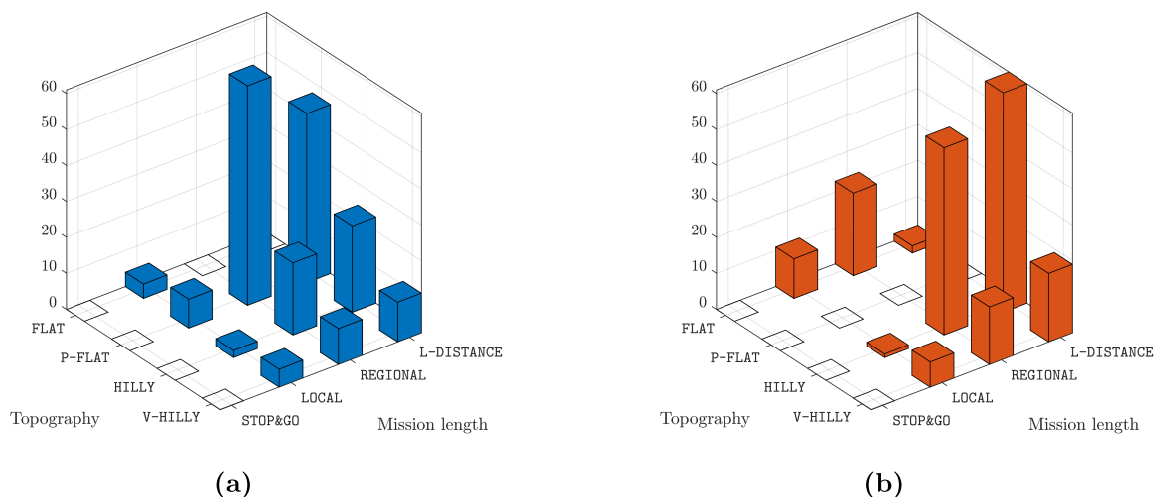 60
50
40
30
20
10
0
FLAT
P-FLAT
HILLY
V-HILLY
Topography
STOP&GO
LOCAL
REGIONAL
L-DISTANCE
Mission length
(a)
60
50
40
30
20
10
0
FLAT
P-FLAT
HILLY
V-HILLY
Topography
STOP&GO
LOCAL
REGIONAL
L-DISTANCE
Mission length
(b)